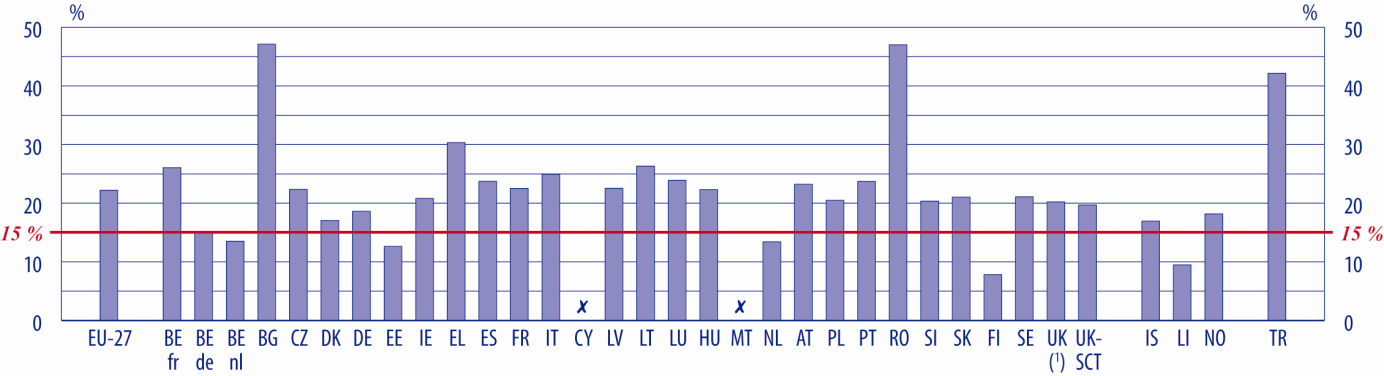 % %
50 50
40 40
30 30
20 20
15 % 15 %
10 10
0 0
EU-27 BE BE BE BG CZ DK DE EE IE EL ES FR IT CY LV LT LU HU MT NL AT PL PT RO SI SK FI SE UK UK- IS LI NO TR
fr de nl (¹) SCT